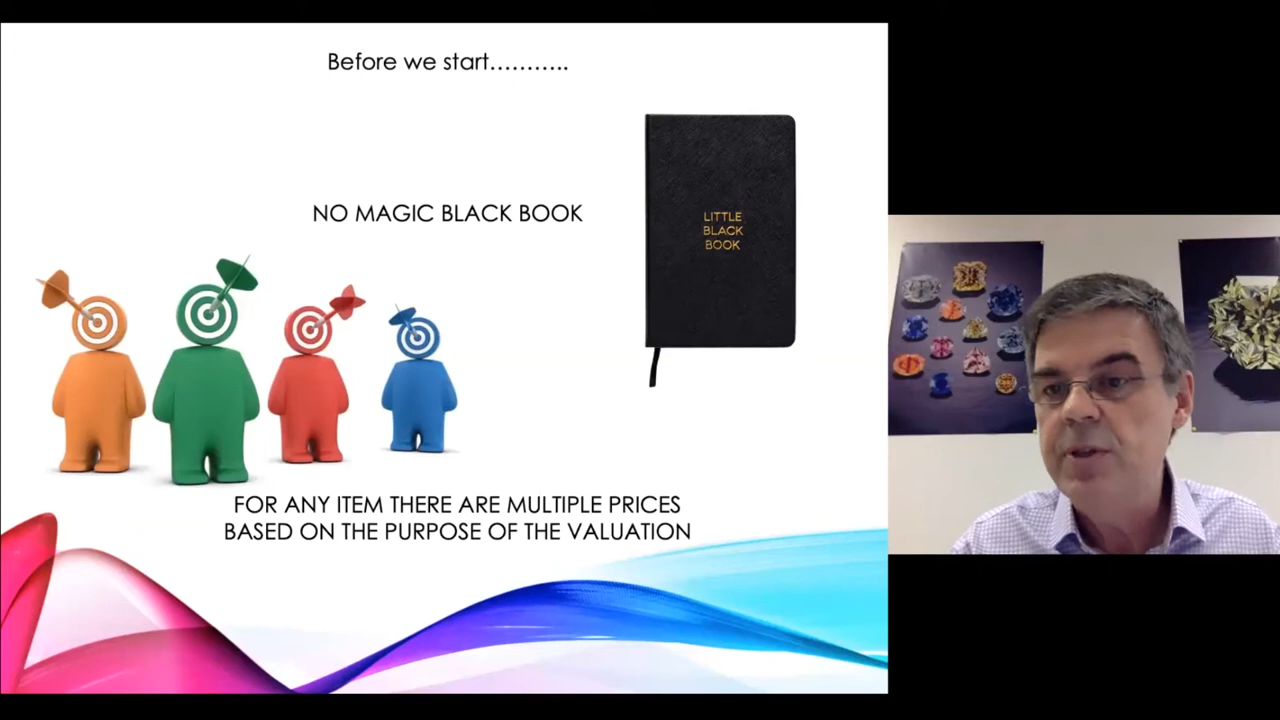 Before we start………..
NO MAGIC BLACK BOOK
LITTLE
BLACK
BOOK
FOR ANY ITEM THERE ARE MULTIPLE PRICES
BASED ON THE PURPOSE OF THE VALUATION